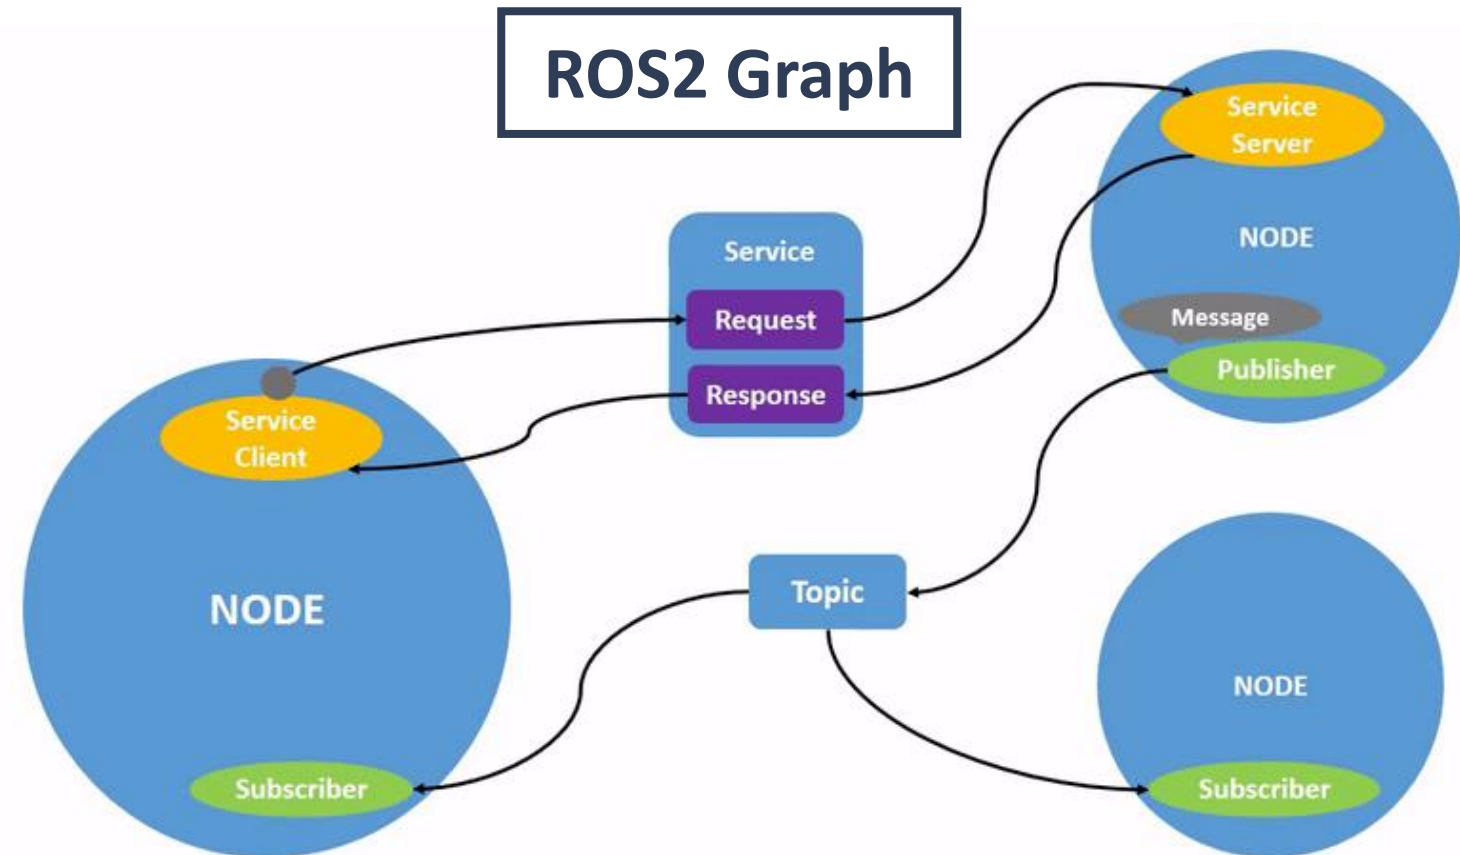 ROS2 Graph
Service
Server
NODE
Message
Publisher
Service
Request
Response
Service
Client
NODE
Subscriber
Topic
NODE
Subscriber